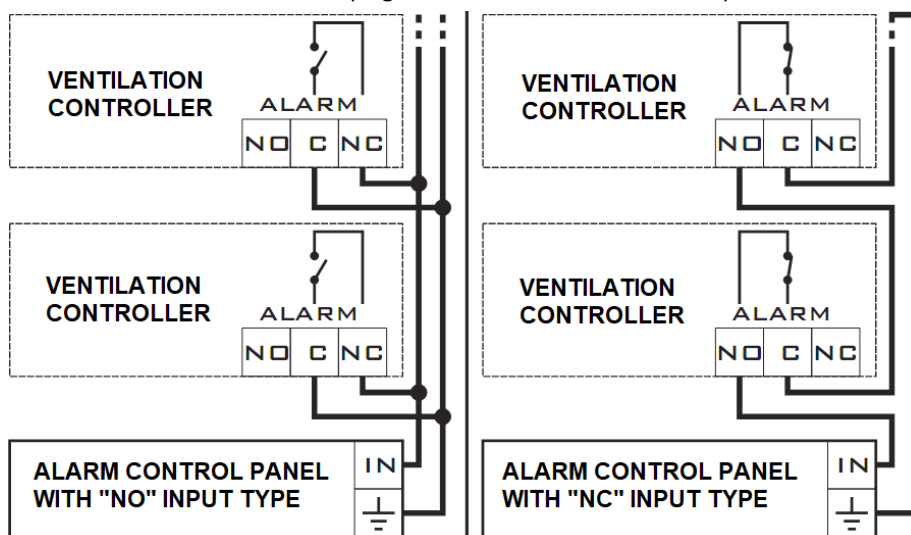 VENTILATION
CONTROLLER
ALARM
NO C NC
VENTILATION
CONTROLLER
ALARM
NO C NC
ALARM CONTROL PANEL
WITH "NO" INPUT TYPE
IN
VENTILATION
CONTROLLER
ALARM
NO C NC
VENTILATION
CONTROLLER
ALARM
NO C NC
ALARM CONTROL PANEL
WITH "NC" INPUT TYPE
IN